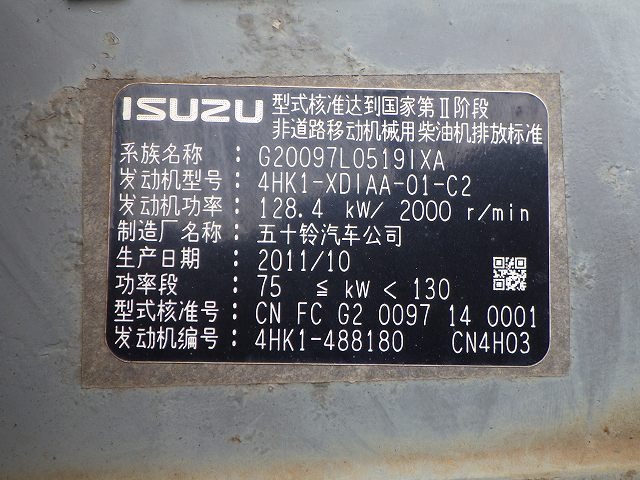 ISUZU 型式核准达到国家第Ⅱ阶段
非道路移动机械用柴油机排放标准
系族名称 : G20097L0519IXA
发动机型号: 4HK1-XDIAA-01-C2
发动机功率: 128.4 kW/ 2000 r/min
制造厂名称: 五十铃汽车公司
生产日期 : 2011/10
功率段 : 75 ≦ kW < 130
型式核准号: CN FC G2 0097 14 0001
发动机编号: 4HK1-488180 CN4H03